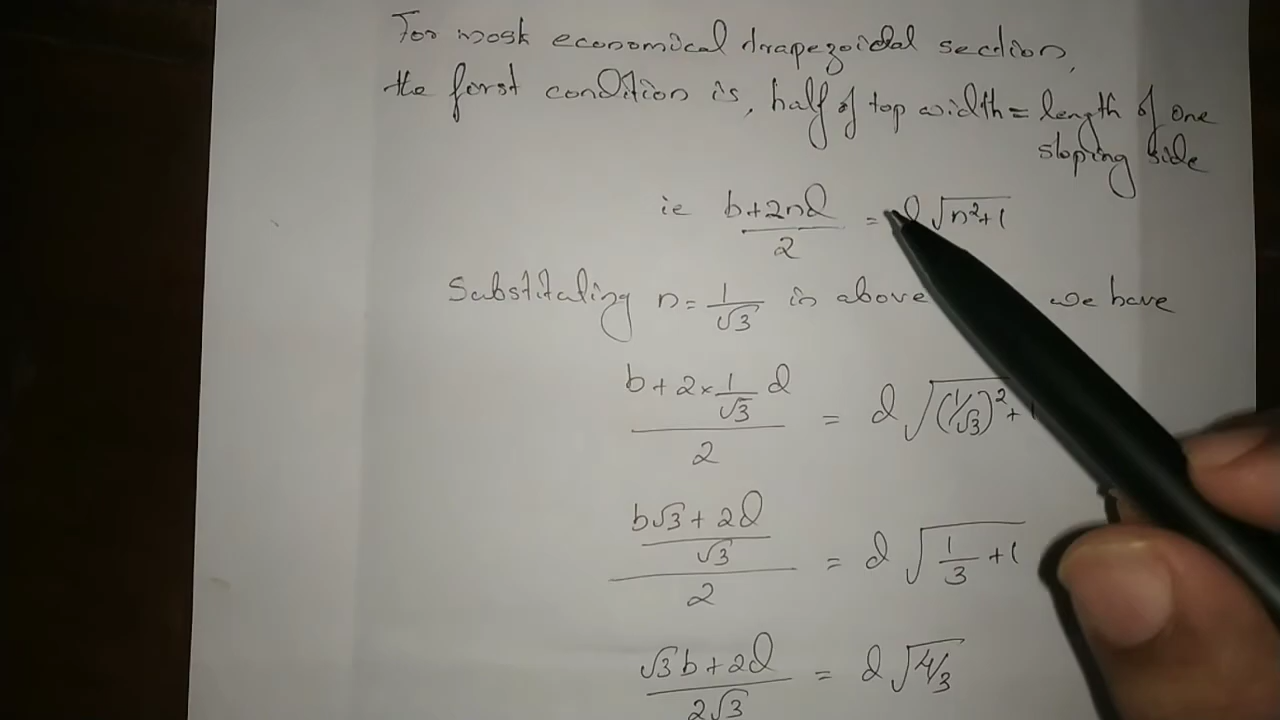 For most economical trapezoidal section,
the first condition is, half of top width = length of one
sloping side
ie (b+2nd)/2 = d √(n²+1)
Substituting n = 1/√3 in above we have
(b + 2×1/√3 d)/2 = d √((1/√3)² + 1
((b√3 + 2d)/√3)/2 = d √(1/3 + 1)
(√3b + 2d)/2√3 = d √(4/3)